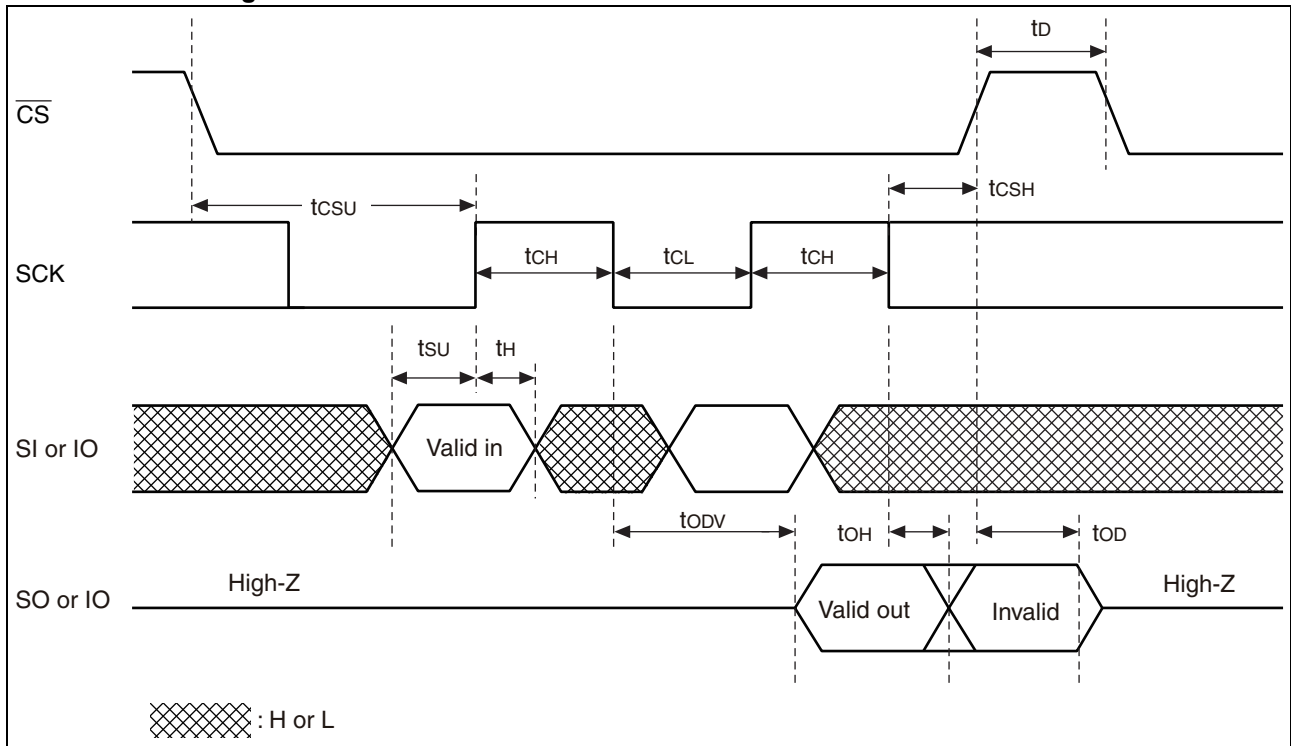 tD
CS
tCSH
tCSU
tCH
tCL
tCH
SCK
tSU
tH
SI or IO
Valid in
tODV
tOH
tOD
High-Z
High-Z
SO or IO
Valid out
Invalid
: H or L